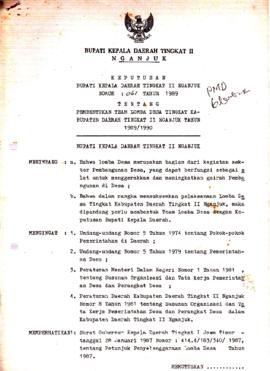 BUPATI KEPALA DAERAH TINGKAT II
N G A N J U K
K E P U T U S A N
BUPATI KEPALA DAERAH TINGKAT II NGANJUK
NOMOR : 061 TAHUN 1989
T E N T A N G
PEMBENTUKAN TEAM LOMBA DESA TINGKAT KA-
BUPATEN DAERAH TINGKAT II NGANJUK TAHUN
1989/1990
PMD
BUPATI KEPALA DAERAH TINGKAT II NGANJUK
MENIMBANG : a. Bahwa lomba Desa merupakan bagian dari kegiatan sek-
tor Pembangunan Desa, yang dapat berfungsi sebagai a
lat untuk menggerakkan dan meningkatkan gairah Pemba
ngunan di Desa ;
b. Bahwa dalam rangka mensukseskan pelaksanaan Lomba De
sa Tingkat Kabupaten Daerah Tingkat II Nganjuk, maka
dipandang perlu membentuk Team Lomba Desa dengan Ke-
putusan Bupati Kepala Daerah.
MENGINGAT : 1. Undang-undang Nomor 5 Tahun 1974 tentang Pokok-pokok
Pemerintahan di Daerah ;
2. Undang-undang Nomor 5 Tahun 1979 tentang Pemerintah-
an Desa ;
3. Peraturan Menteri Dalam Negeri Nomor 1 Tahun 1981 ,
tentang Susunan Organisasi dan Tata Kerja Pemerintah
an Desa dan Perangkat Desa ;
4. Peraturan Daerah Kabupaten Daerah Tingkat II Nganjuk
Nomor 8 Tahun 1981 tentang Susunan Organisasi dan
Kerja Pemerintahan Desa dan Perangkat Desa dalam
Kabupaten Daerah Tingkat II Nganjuk.
MEMPERHATIKAN : Surat Gubernur Kepala Daerah Tingkat I Jawa Timur
tanggal 28 Januari 1987 Nomor : 414.4/183/340/ 1987,
tentang Petunjuk Penyelenggaraan Lomba Desa Tahun
1987.
MEMUTUSKAN